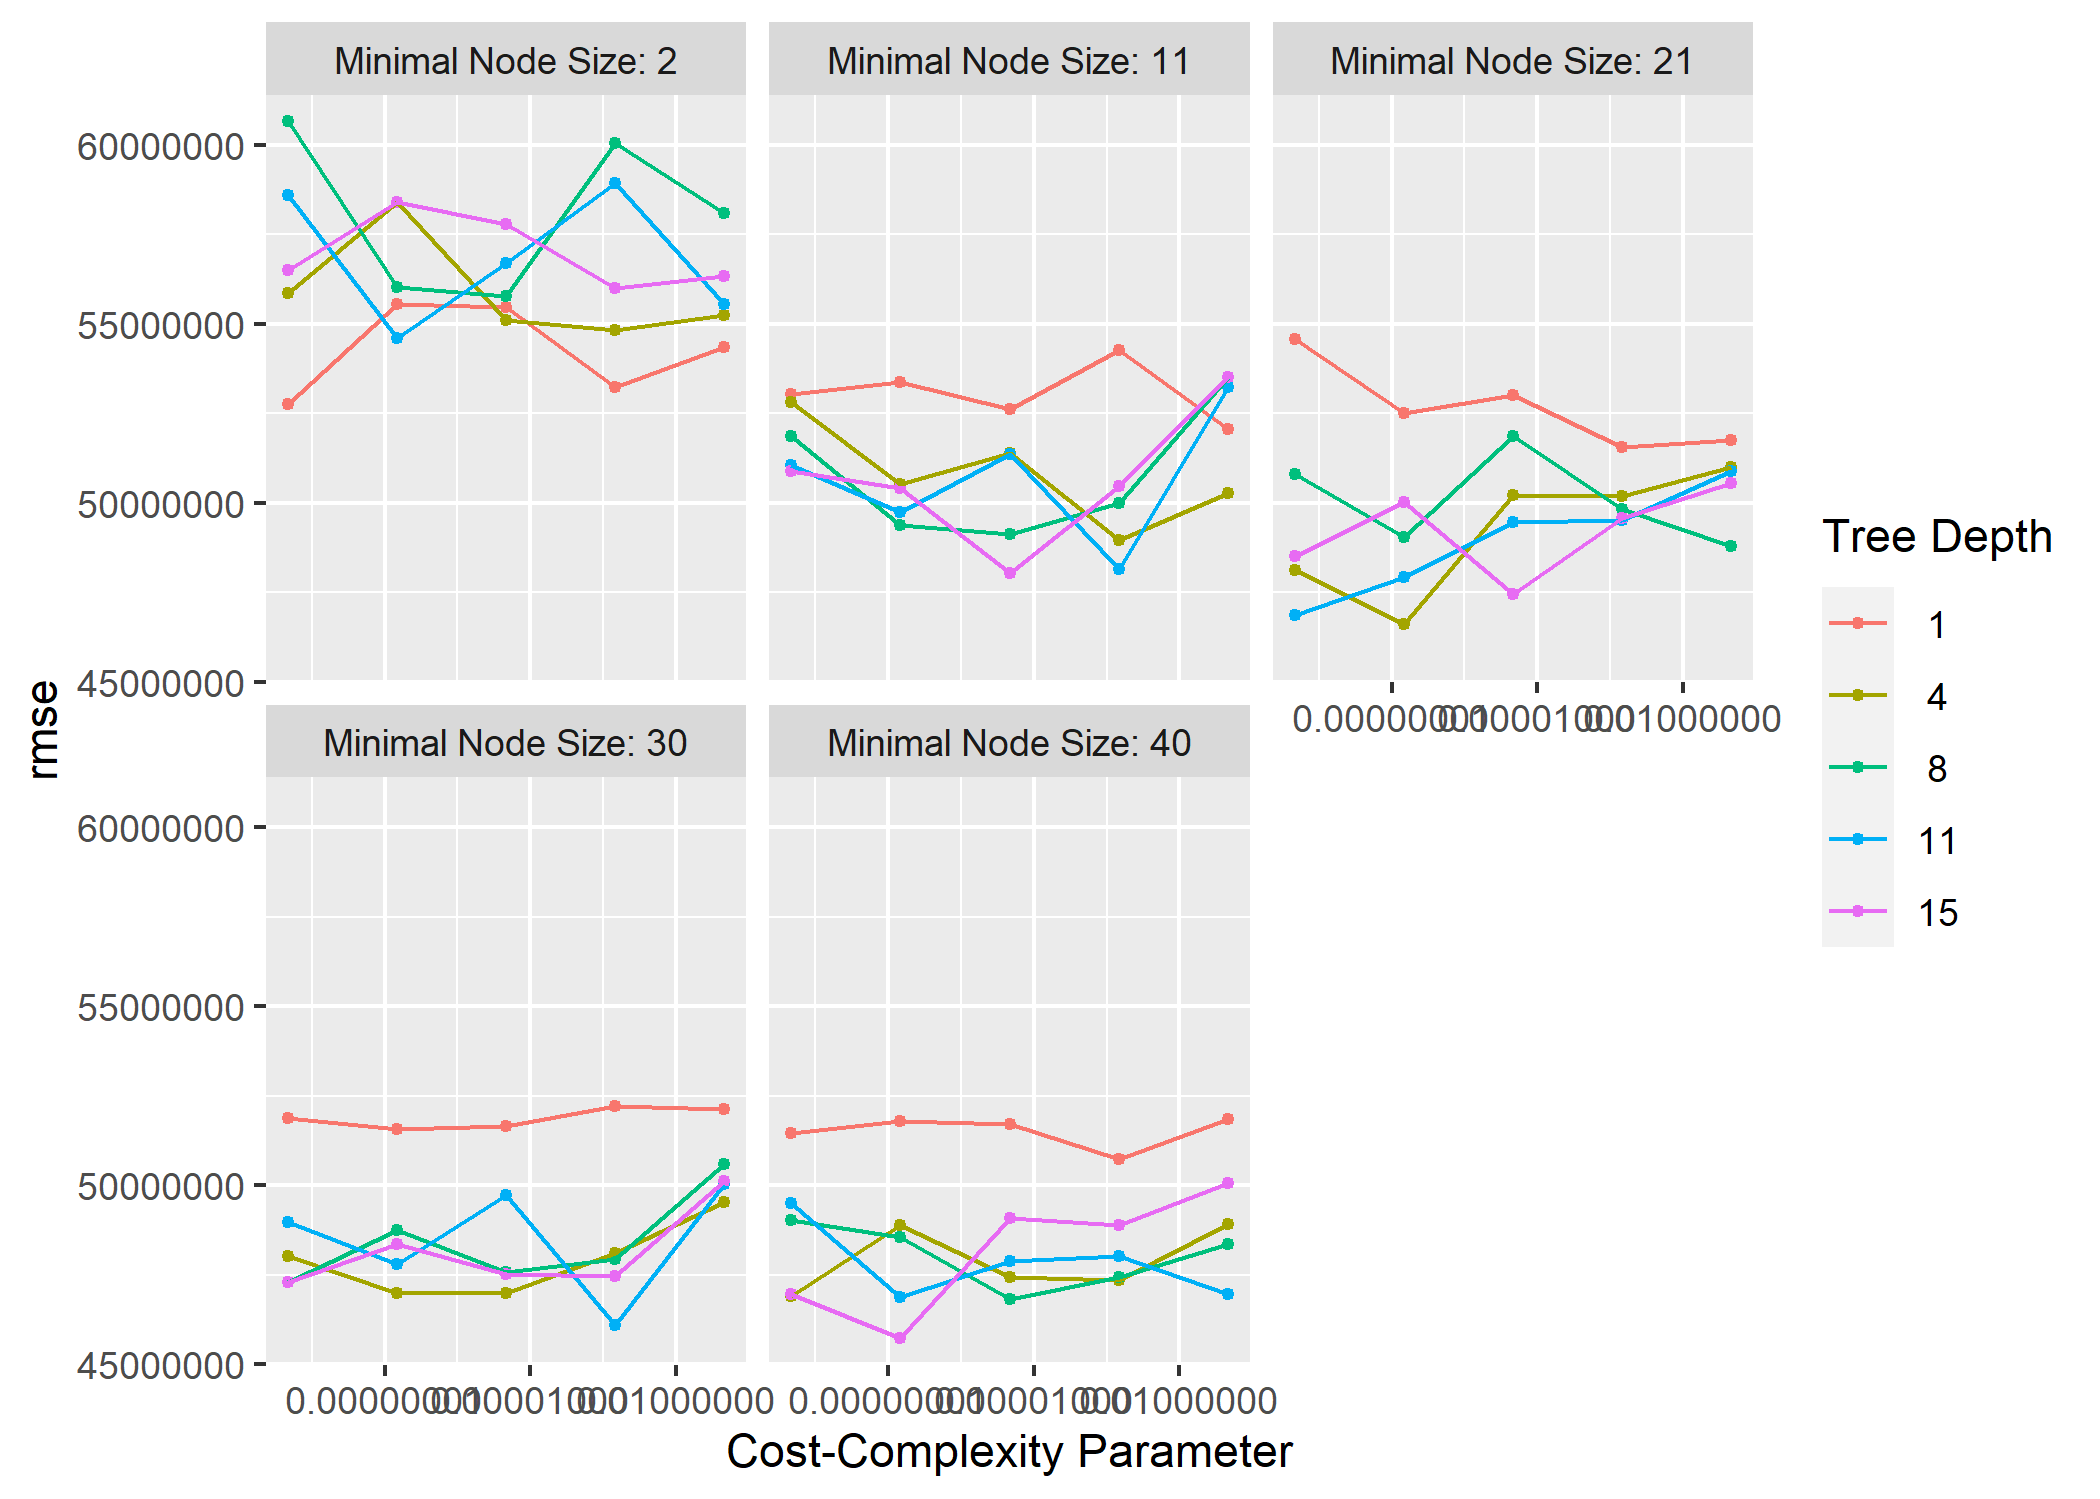 Minimal Node Size: 2
Minimal Node Size: 11
Minimal Node Size: 21
60000000
55000000
50000000
45000000
Minimal Node Size: 30
Minimal Node Size: 40
60000000
55000000
50000000
45000000
rmse
Cost-Complexity Parameter
Tree Depth
1
4
8
11
15